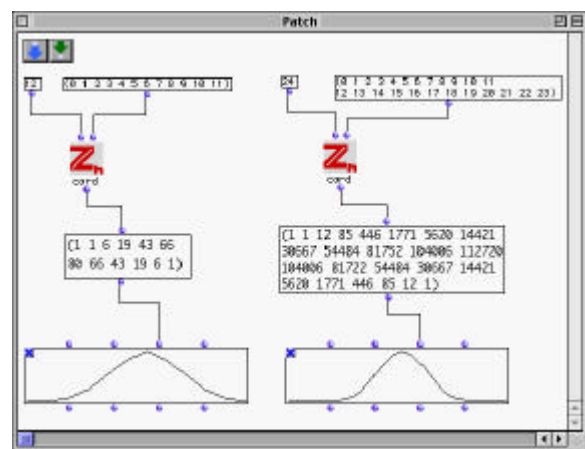 Patch
12
(0 1 2 3 4 5 6 7 8 9 10 11)
24
(0 1 2 3 4 5 6 7 8 9 10 11
12 13 14 15 16 17 18 19 20 21 22 23)
Zn
card
Zn
card
(1 1 6 19 43 66
80 66 43 19 6 1)
(1 1 12 85 446 1771 5620 14421
30667 54484 81752 104006 112720
104006 81722 54484 30667 14421
5620 1771 446 85 12 1)